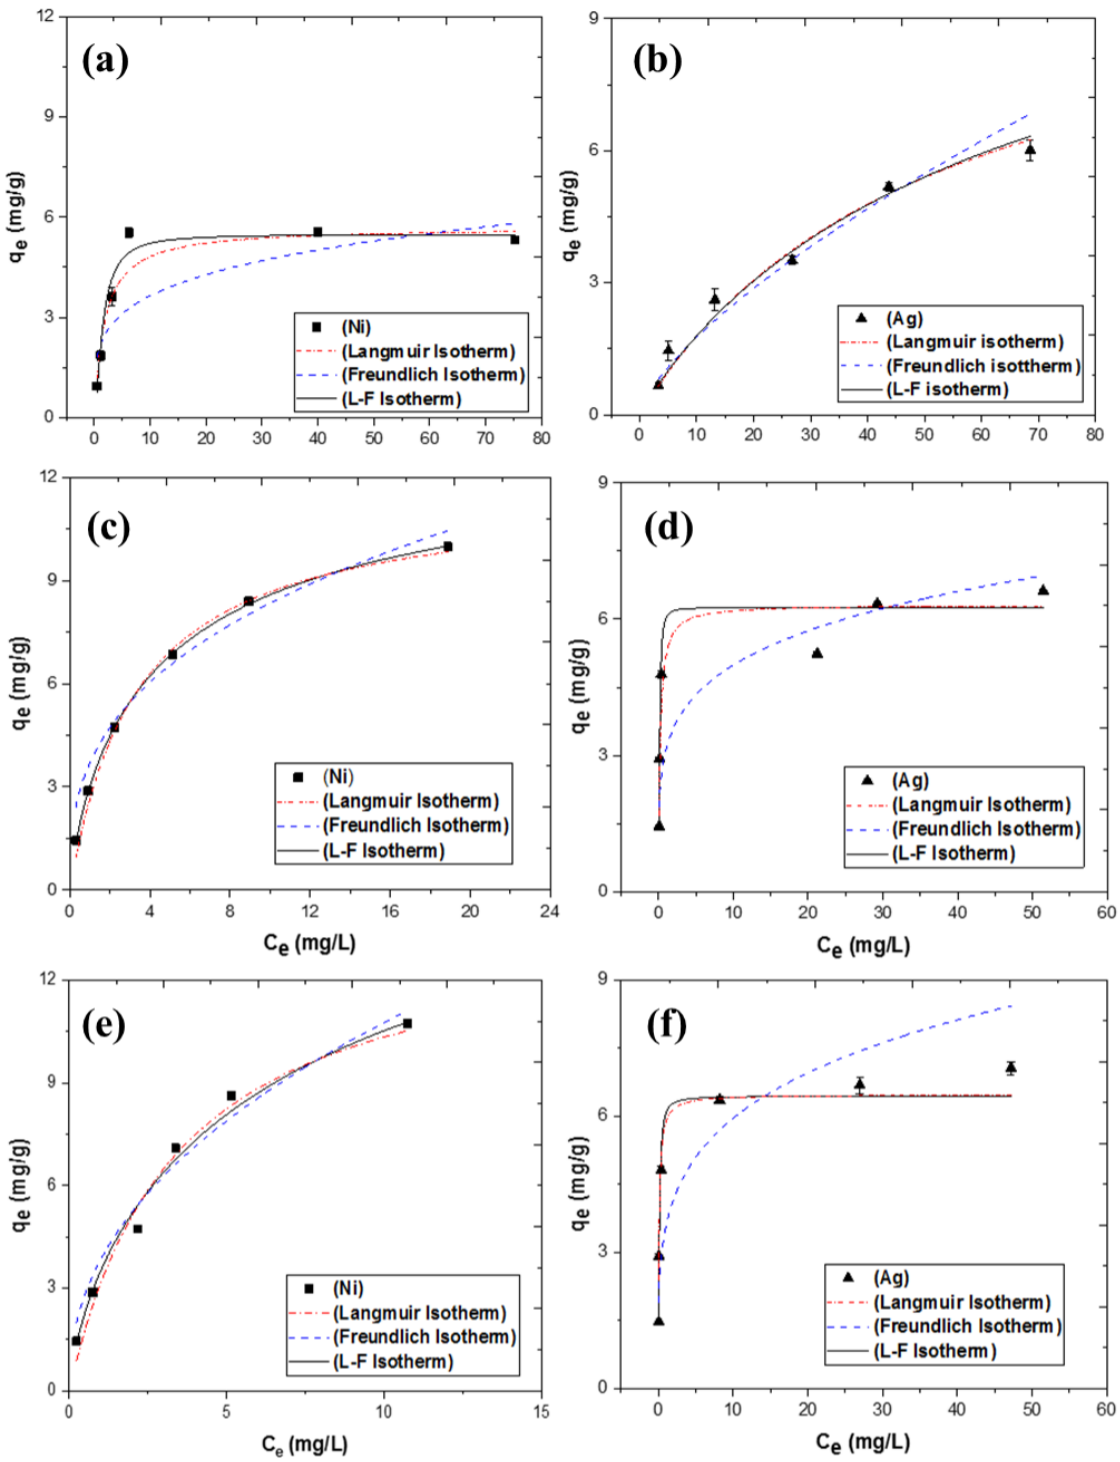 (a)
12
9
6
3
0
qe (mg/g)
(Ni)
(Langmuir Isotherm)
(Freundlich Isotherm)
(L-F Isotherm)
0 10 20 30 40 50 60 70 80
(b)
9
6
3
0
qe (mg/g)
(Ag)
(Langmuir isotherm)
(Freundlich isottherm)
(L-F isotherm)
0 10 20 30 40 50 60 70 80
(c)
12
9
6
3
0
qe (mg/g)
(Ni)
(Langmuir Isotherm)
(Freundlich Isotherm)
(L-F Isotherm)
0 4 8 12 16 20 24
Ce (mg/L)
(d)
9
6
3
0
qe (mg/g)
(Ag)
(Langmuir Isotherm)
(Freundlich Isotherm)
(L-F Isotherm)
0 10 20 30 40 50 60
Ce (mg/L)
(e)
12
9
6
3
0
qe (mg/g)
(Ni)
(Langmuir Isotherm)
(Freundlich Isotherm)
(L-F Isotherm)
0 5 10 15
Ce (mg/L)
(f)
9
6
3
0
qe (mg/g)
(Ag)
(Langmuir Isotherm)
(Freundlich Isotherm)
(L-F Isotherm)
0 10 20 30 40 50 60
Ce (mg/L)